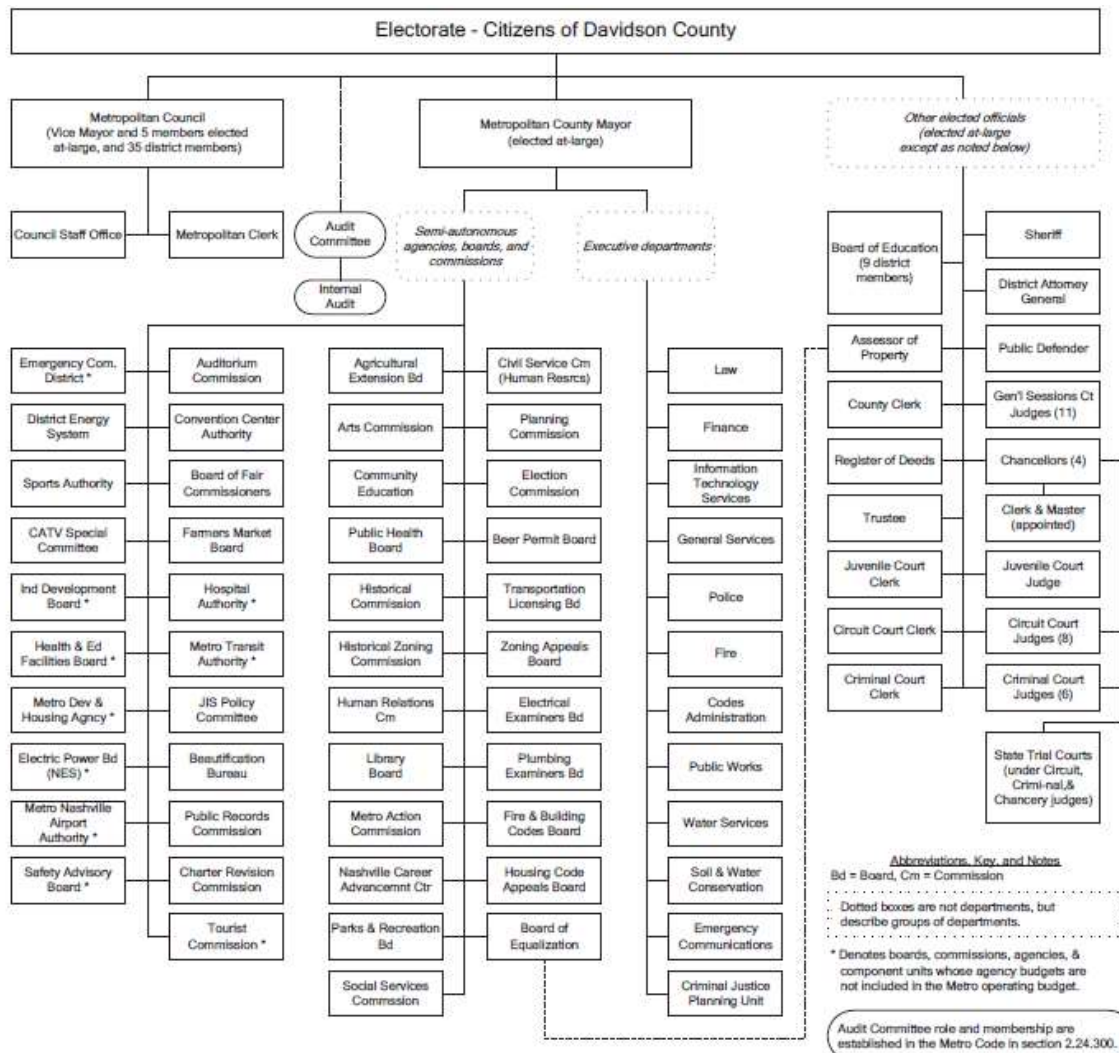 Electorate - Citizens of Davidson County
Metropolitan Council
(Vice Mayor and 5 members elected
at-large, and 35 district members)
Metropolitan County Mayor
(elected at-large)
Other elected officials
(elected at-large
except as noted below)
Council Staff Office
Metropolitan Clerk
Audit
Committee
Internal
Audit
Semi-autonomous
agencies, boards, and
commissions
Executive departments
Board of Education
(9 district
members)
Sheriff
District Attorney
General
Emergency Com.
District *
Auditorium
Commission
Agricultural
Extension Bd
Civil Service Cm
(Human Resrcs)
Law
Assessor of
Property
Public Defender
District Energy
System
Convention Center
Authority
Arts Commission
Planning
Commission
Finance
County Clerk
Gen'l Sessions Ct
Judges (11)
Sports Authority
Board of Fair
Commissioners
Community
Education
Election
Commission
Information
Technology
Services
Register of Deeds
Chancellors (4)
CATV Special
Committee
Farmers Market
Board
Public Health
Board
Beer Permit Board
General Services
Trustee
Clerk & Master
(appointed)
Ind Development
Board *
Hospital
Authority *
Historical
Commission
Transportation
Licensing Bd
Police
Juvenile Court
Clerk
Juvenile Court
Judge
Health & Ed
Facilities Board *
Metro Transit
Authority *
Historical Zoning
Commission
Zoning Appeals
Board
Fire
Circuit Court Clerk
Circuit Court
Judges (8)
Metro Dev &
Housing Agncy *
JIS Policy
Committee
Human Relations
Cm
Electrical
Examiners Bd
Codes
Administration
Criminal Court
Clerk
Criminal Court
Judges (6)
Electric Power Bd
(NES) *
Beautification
Bureau
Library
Board
Plumbing
Examiners Bd
Public Works
State Trial Courts
(under Circuit,
Crimi-nal,&
Chancery judges)
Metro Nashville
Airport
Authority *
Public Records
Commission
Metro Action
Commission
Fire & Building
Codes Board
Water Services
Safety Advisory
Board *
Charter Revision
Commission
Nashville Career
Advancemnt Ctr
Housing Code
Appeals Board
Soil & Water
Conservation
Tourist
Commission *
Parks & Recreation
Bd
Board of
Equalization
Emergency
Communications
Social Services
Commssion
Criminal Justice
Planning Unit
Abbreviations, Key, and Notes
Bd = Board, Cm = Commission
Dotted boxes are not departments, but
describe groups of departments.
* Denotes boards, commissions, agencies, &
component units whose agency budgets are
not included in the Metro operating budget.
Audit Committee role and membership are
established in the Metro Code in section 2.24.300.